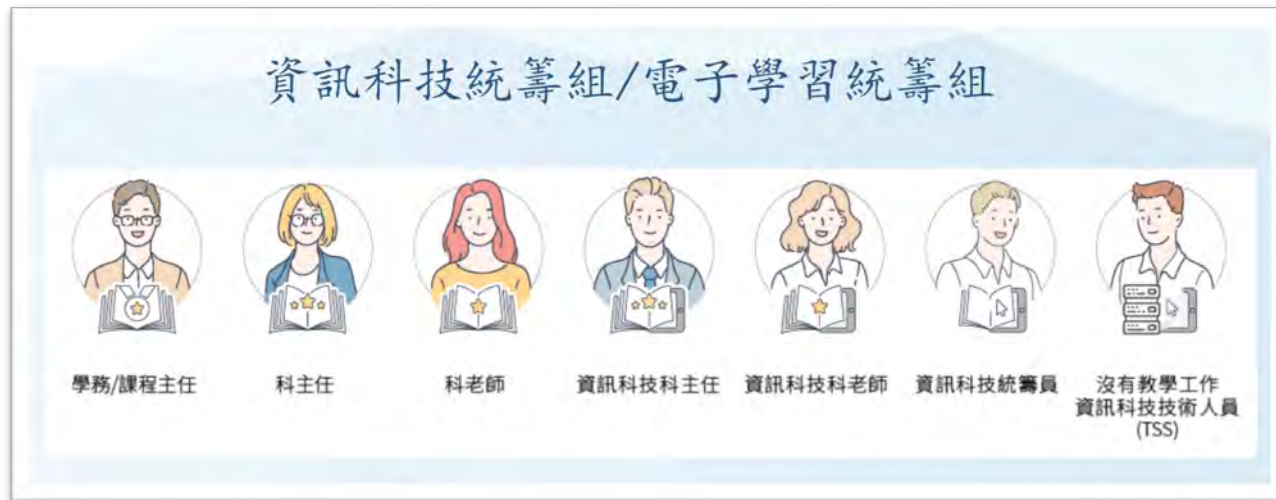 資訊科技統籌組/電子學習統籌組
學務/課程主任
科主任
科老師
資訊科技科主任
資訊科技科老師
資訊科技統籌員
沒有教學工作
資訊科技技術人員
(TSS)